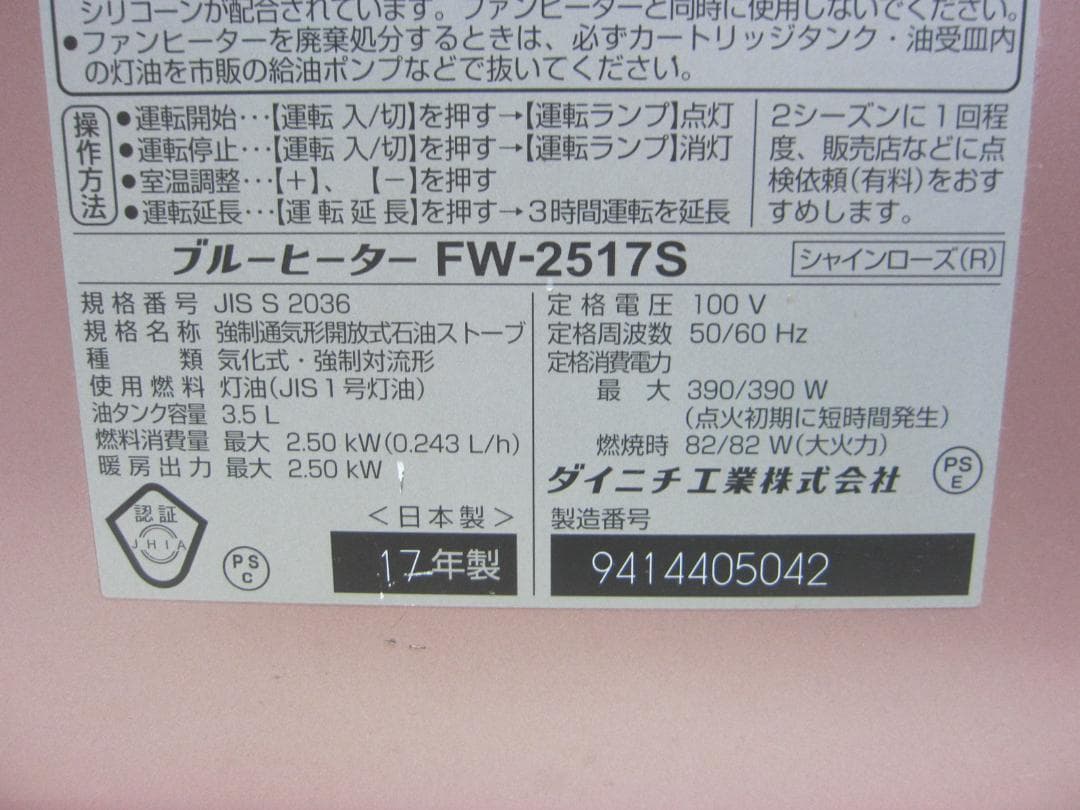 シリコーンが配合されています。ファンヒーターと同時に使用しないでください。
●ファンヒーターを廃棄処分するときは、必ずカートリッジタンク・油受皿内
の灯油を市販の給油ポンプなどで抜いてください。
操作方法
●運転開始…【運転 入/切】を押す→【運転ランプ】点灯
●運転停止…【運転 入/切】を押す→【運転ランプ】消灯
●室温調整…【+】、【−】を押す
●運転延長…【運転延長】を押す→3時間運転を延長
2シーズンに1回程
度、販売店などに点
検依頼(有料)をおす
すめします。
ブルーヒーター FW-2517S
シャインローズ(R)
規格番号 JIS S 2036
規格名称 強制通気形開放式石油ストーブ
種類 気化式・強制対流形
使用燃料 灯油(JIS1号灯油)
油タンク容量 3.5 L
燃料消費量 最大 2.50 kW(0.243 L/h)
暖房出力 最大 2.50 kW
認証
JHIA
PS
C
<日本製>
17年製
定格電圧 100 V
定格周波数 50/60 Hz
定格消費電力
最大 390/390 W
(点火初期に短時間発生)
燃焼時 82/82 W(大火力)
ダイニチ工業株式会社
PS
E
製造番号
9414405042